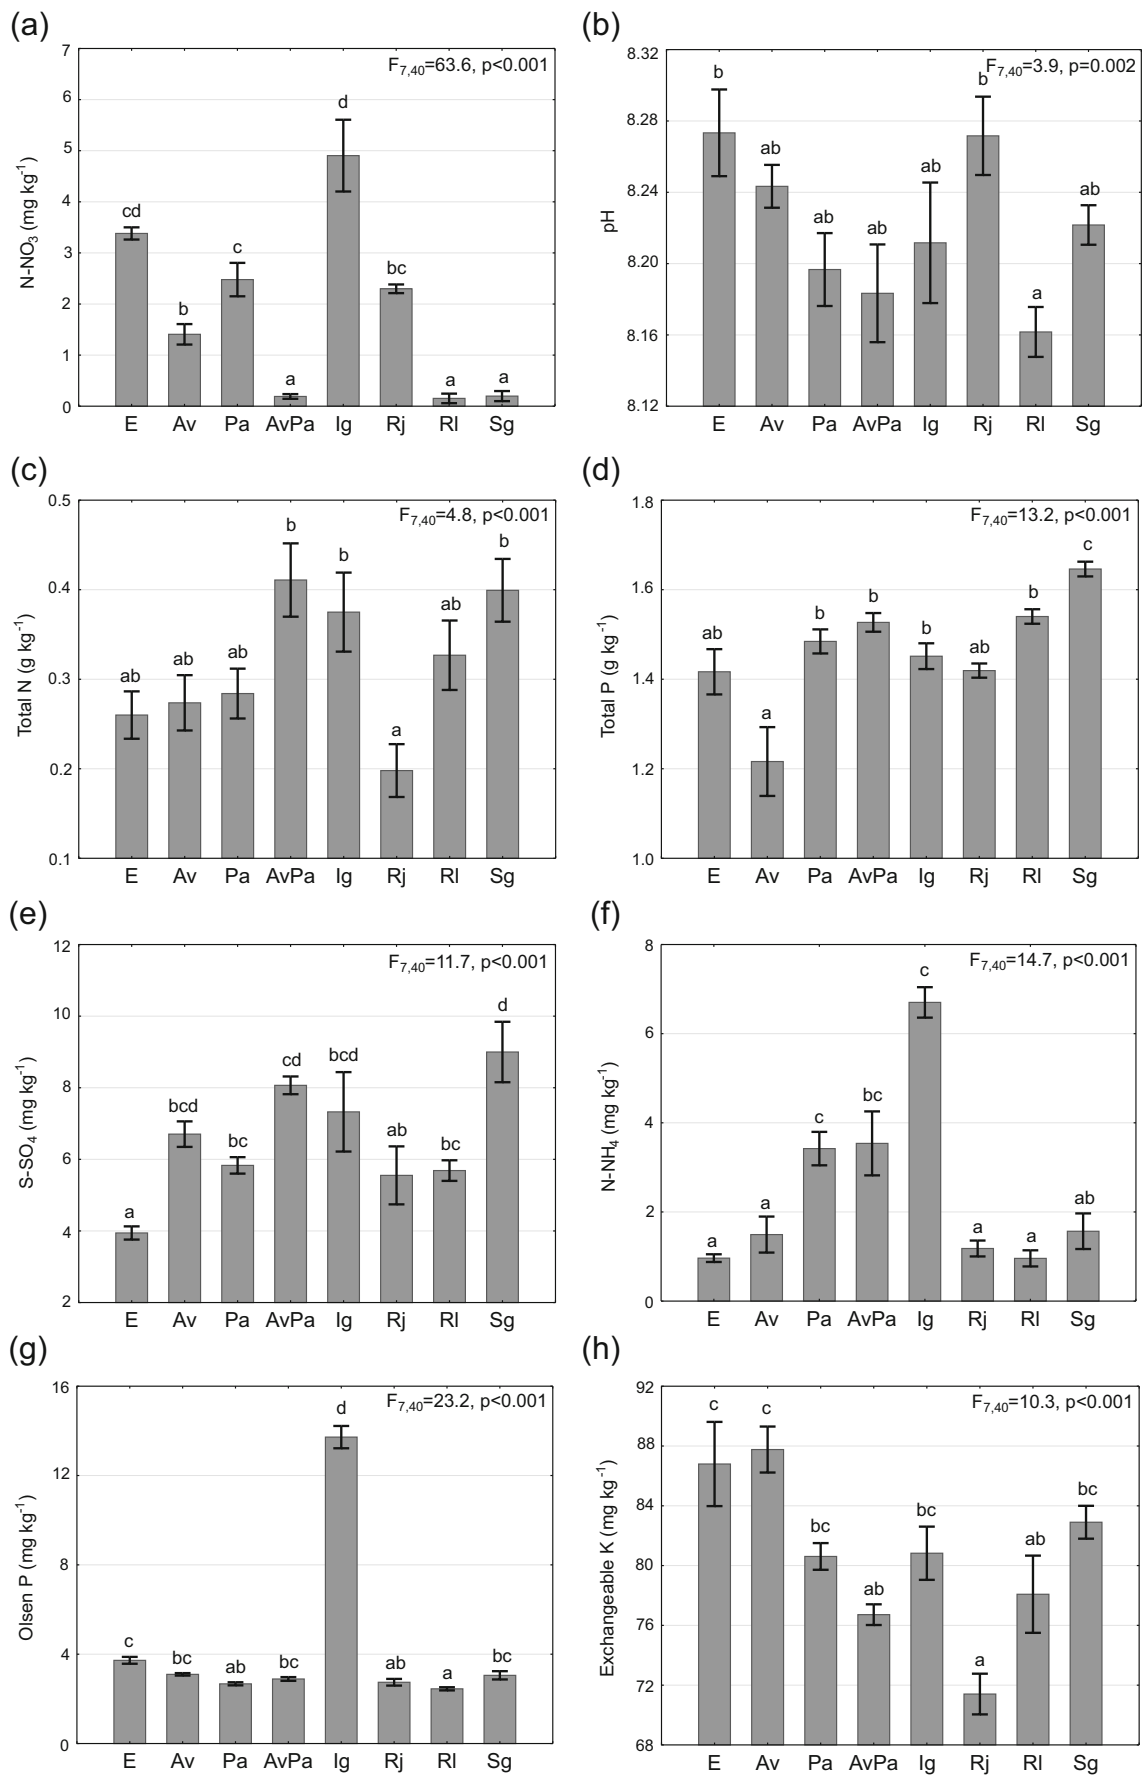 (a)
F7,40=63.6, p<0.001
N-NO3 (mg kg-1)
7
6
5
4
3
2
1
0
cd
b
c
a
d
bc
a
a
E Av Pa AvPa Ig Rj Rl Sg
(b)
F7,40=3.9, p=0.002
pH
8.32
8.28
8.24
8.20
8.16
8.12
b
ab
ab
ab
ab
b
a
ab
E Av Pa AvPa Ig Rj Rl Sg
(c)
F7,40=4.8, p<0.001
Total N (g kg-1)
0.5
0.4
0.3
0.2
0.1
ab
ab
ab
b
b
a
ab
b
E Av Pa AvPa Ig Rj Rl Sg
(d)
F7,40=13.2, p<0.001
Total P (g kg-1)
1.8
1.6
1.4
1.2
1.0
ab
a
b
b
b
ab
b
c
E Av Pa AvPa Ig Rj Rl Sg
(e)
F7,40=11.7, p<0.001
S-SO4 (mg kg-1)
12
10
8
6
4
2
a
bcd
bc
cd
bcd
ab
bc
d
E Av Pa AvPa Ig Rj Rl Sg
(f)
F7,40=14.7, p<0.001
N-NH4 (mg kg-1)
8
6
4
2
0
a
a
c
bc
c
a
a
ab
E Av Pa AvPa Ig Rj Rl Sg
(g)
F7,40=23.2, p<0.001
Olsen P (mg kg-1)
16
12
8
4
0
c
bc
ab
bc
d
ab
a
bc
E Av Pa AvPa Ig Rj Rl Sg
(h)
F7,40=10.3, p<0.001
Exchangeable K (mg kg-1)
92
88
84
80
76
72
68
c
c
bc
ab
bc
a
ab
bc
E Av Pa AvPa Ig Rj Rl Sg